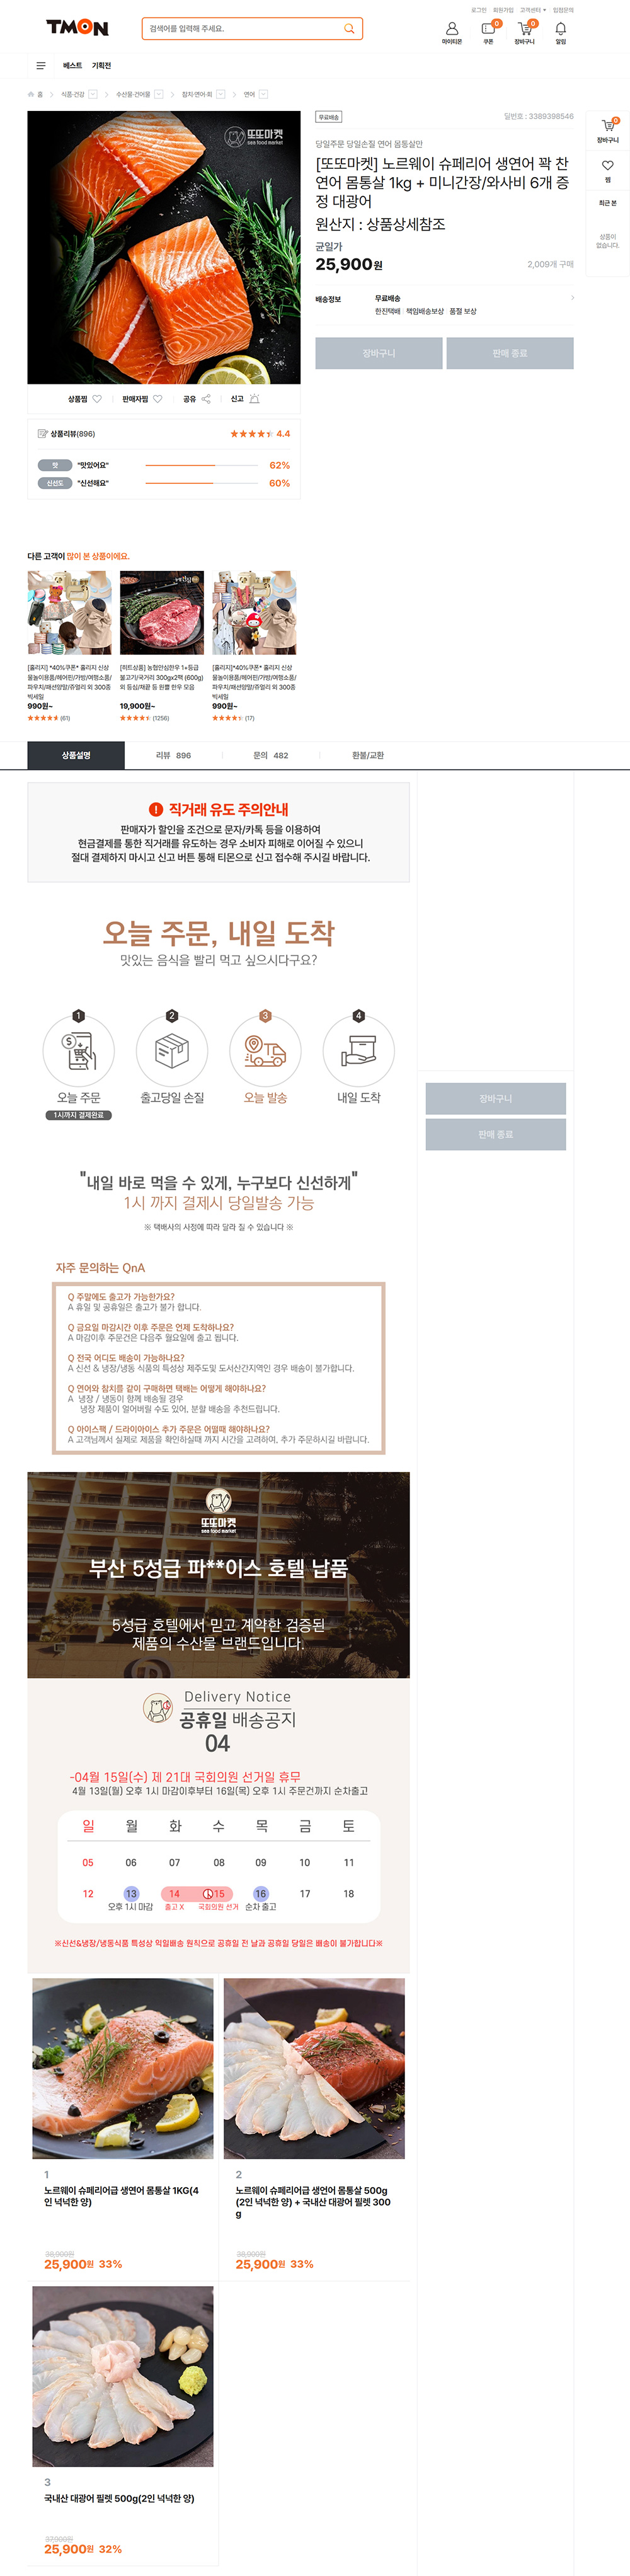 로그인 회원가입 고객센터 입점문의
TMON
검색어를 입력해 주세요.
마이티몬
0
쿠폰
0
장바구니
알림
베스트 기획전
홈 식품·건강 수산물·건어물 참치·연어·회 연어
또또마켓
sea food market
무료배송
딜번호 : 3389398546
당일주문 당일손질 연어 몸통살만
[또또마켓] 노르웨이 슈페리어 생연어 꽉 찬
연어 몸통살 1kg + 미니간장/와사비 6개 증
정 대광어
원산지 : 상품상세참조
균일가
25,900원
2,009개 구매
배송정보
무료배송
한진택배 책임배송보상 품절 보상
장바구니
판매 종료
0
장바구니
찜
최근 본
상품이
없습니다.
상품찜
판매자찜
공유
신고
상품리뷰(896)
4.4
맛 "맛있어요" 62%
신선도 "신선해요" 60%
다른 고객이 많이 본 상품이에요.
[홀리지] *40%쿠폰* 홀리지 신상
물놀이용품/헤어핀/가방/여행소품/
파우치/패션양말/쥬얼리 외 300종
빅세일
990원~
(61)
[위트상품] 농협안심한우 1+등급
불고기/국거리 300gx2팩 (600g)
외 등심/채끝 등 원뿔 한우 모음
19,900원~
(1256)
[홀리지]*40%쿠폰* 홀리지 신상
물놀이용품/헤어핀/가방/여행소품/
파우치/패션양말/쥬얼리 외 300종
빅세일
990원~
(17)
상품설명
리뷰 896
문의 482
환불/교환
직거래 유도 주의안내
판매자가 할인을 조건으로 문자/카톡 등을 이용하여
현금결제를 통한 직거래를 유도하는 경우 소비자 피해로 이어질 수 있으니
절대 결제하지 마시고 신고 버튼 통해 티몬으로 신고 접수해 주시길 바랍니다.
오늘 주문, 내일 도착
맛있는 음식을 빨리 먹고 싶으시다구요?
1
오늘 주문
1시까지 결제완료
2
출고당일 손질
3
오늘 발송
4
내일 도착
장바구니
판매 종료
"내일 바로 먹을 수 있게, 누구보다 신선하게"
1시 까지 결제시 당일발송 가능
※ 택배사의 사정에 따라 달라 질 수 있습니다 ※
자주 문의하는 QnA
Q 주말에도 출고가 가능한가요?
A 휴일 및 공휴일은 출고가 불가 합니다.
Q 금요일 마감시간 이후 주문은 언제 도착하나요?
A 마감이후 주문건은 다음주 월요일에 출고 됩니다.
Q 전국 어디도 배송이 가능하나요?
A 신선 & 냉장/냉동 식품의 특성상 제주도및 도서산간지역인 경우 배송이 불가합니다.
Q 연어와 참치를 같이 구매하면 택배는 어떻게 해야하나요?
A 냉장 / 냉동이 함께 배송될 경우
냉장 제품이 얼어버릴 수도 있어, 분할 배송을 추천드립니다.
Q 아이스팩 / 드라이아이스 추가 주문은 어떨때 해야하나요?
A 고객님께서 실제로 제품을 확인하실때 까지 시간을 고려하여, 추가 주문하시길 바랍니다.
또또마켓
sea food market
부산 5성급 파**이스 호텔 납품
5성급 호텔에서 믿고 계약한 검증된
제품의 수산물 브랜드입니다.
Delivery Notice
공휴일 배송공지
04
-04월 15일(수) 제 21대 국회의원 선거일 휴무
4월 13일(월) 오후 1시 마감이후부터 16일(목) 오후 1시 주문건까지 순차출고
일 월 화 수 목 금 토
05 06 07 08 09 10 11
12 13 14 15 16 17 18
오후 1시 마감 출고 X 국회의원 선거 순차 출고
※신선&냉장/냉동식품 특성상 익일배송 원칙으로 공휴일 전 날과 공휴일 당일은 배송이 불가합니다※
1
노르웨이 슈페리어급 생연어 몸통살 1KG(4
인 넉넉한 양)
38,900원
25,900원 33%
2
노르웨이 슈페리어급 생언어 몸통살 500g
(2인 넉넉한 양) + 국내산 대광어 필렛 300
g
38,900원
25,900원 33%
3
국내산 대광어 필렛 500g(2인 넉넉한 양)
37,900원
25,900원 32%